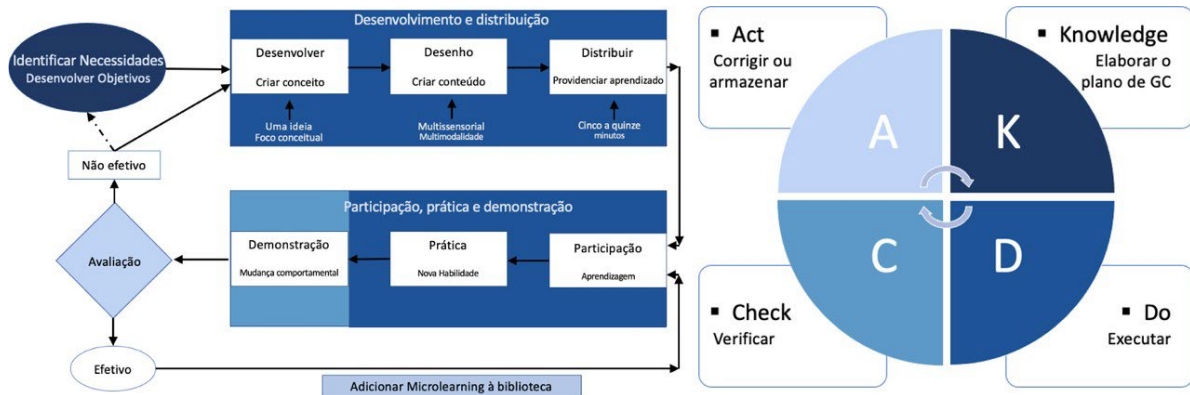 Identificar Necessidades
Desenvolver Objetivos
Desenvolvimento e distribuição
Desenvolver
Criar conceito
Desenho
Criar conteúdo
Distribuir
Providenciar aprendizado
Uma ideia
Foco conceitual
Multissensorial
Multimodalidade
Cinco a quinze
minutos
Não efetivo
Participação, prática e demonstração
Demonstração
Mudança comportamental
Prática
Nova Habilidade
Participação
Aprendizagem
Avaliação
Efetivo
Adicionar Microlearning à biblioteca
▪ Act
Corrigir ou
armazenar
▪ Knowledge
Elaborar o
plano de GC
A
K
C
D
▪ Check
Verificar
▪ Do
Executar